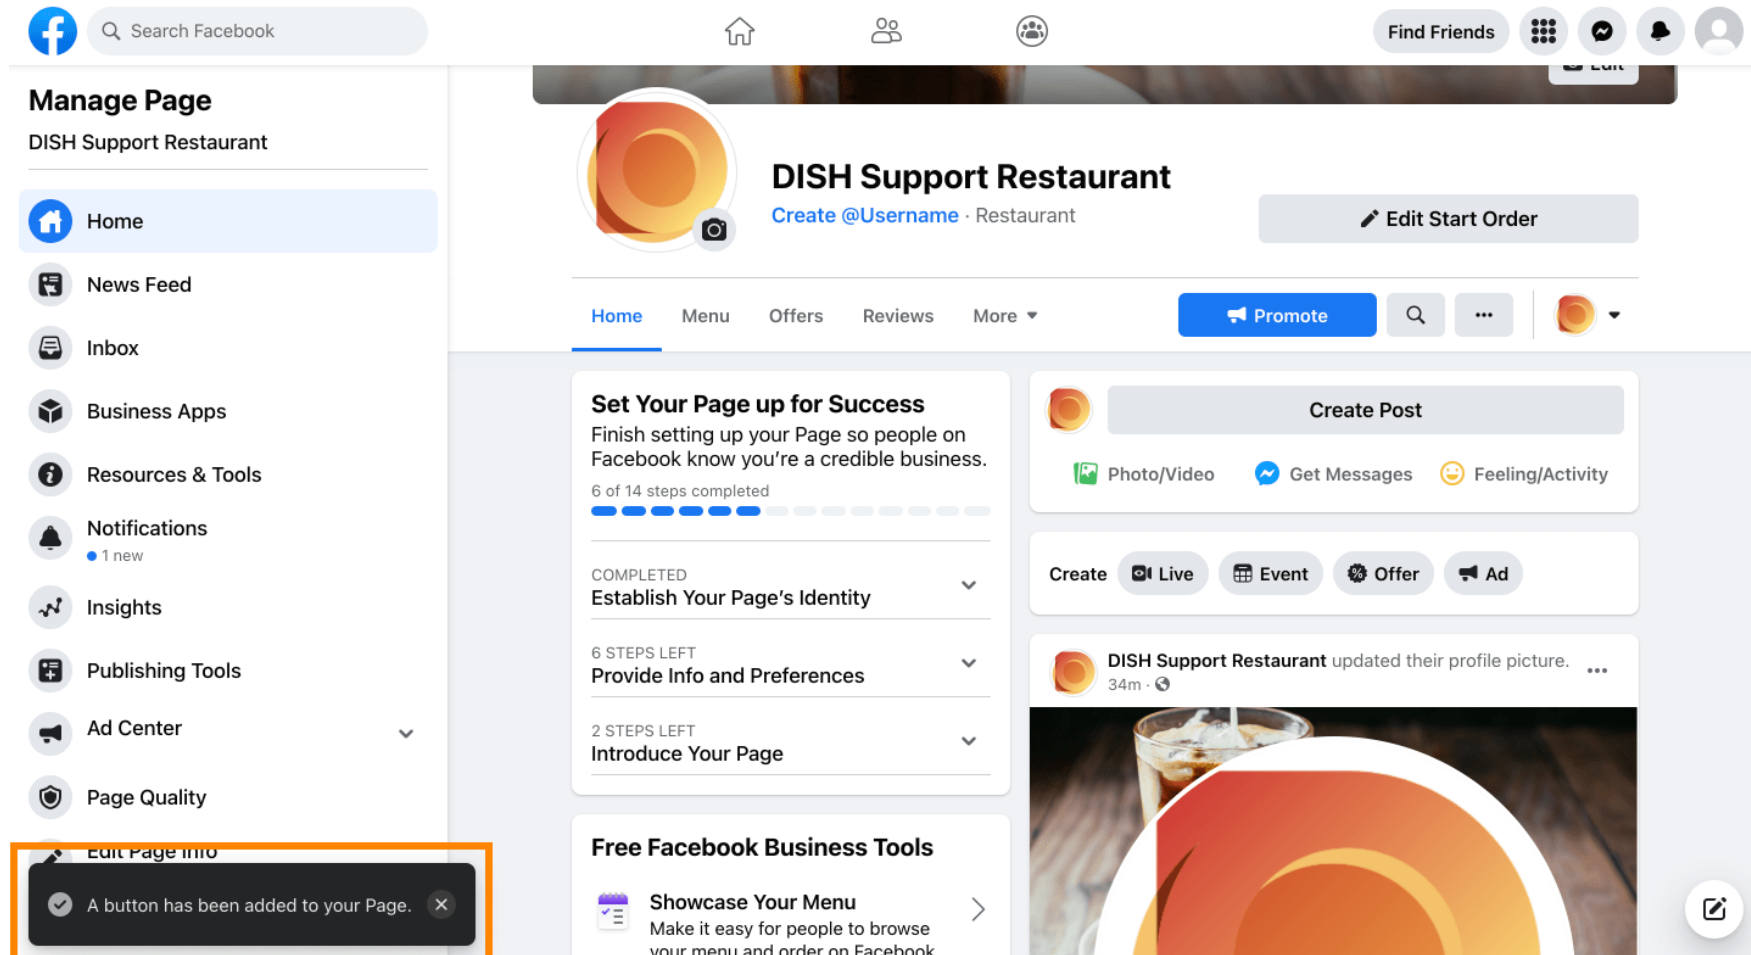 Search Facebook
Find Friends
Manage Page
DISH Support Restaurant
Home
News Feed
Inbox
Business Apps
Resources & Tools
Notifications
1 new
Insights
Publishing Tools
Ad Center
Page Quality
Edit Page Info
A button has been added to your Page.
Edit
DISH Support Restaurant
Create @Username · Restaurant
Edit Start Order
Home Menu Offers Reviews More
Promote
Set Your Page up for Success
Finish setting up your Page so people on
Facebook know you're a credible business.
6 of 14 steps completed
COMPLETED
Establish Your Page's Identity
6 STEPS LEFT
Provide Info and Preferences
2 STEPS LEFT
Introduce Your Page
Free Facebook Business Tools
Showcase Your Menu
Make it easy for people to browse
your menu and order on Facebook
Create Post
Photo/Video Get Messages Feeling/Activity
Create Live Event Offer Ad
DISH Support Restaurant updated their profile picture.
34m ·